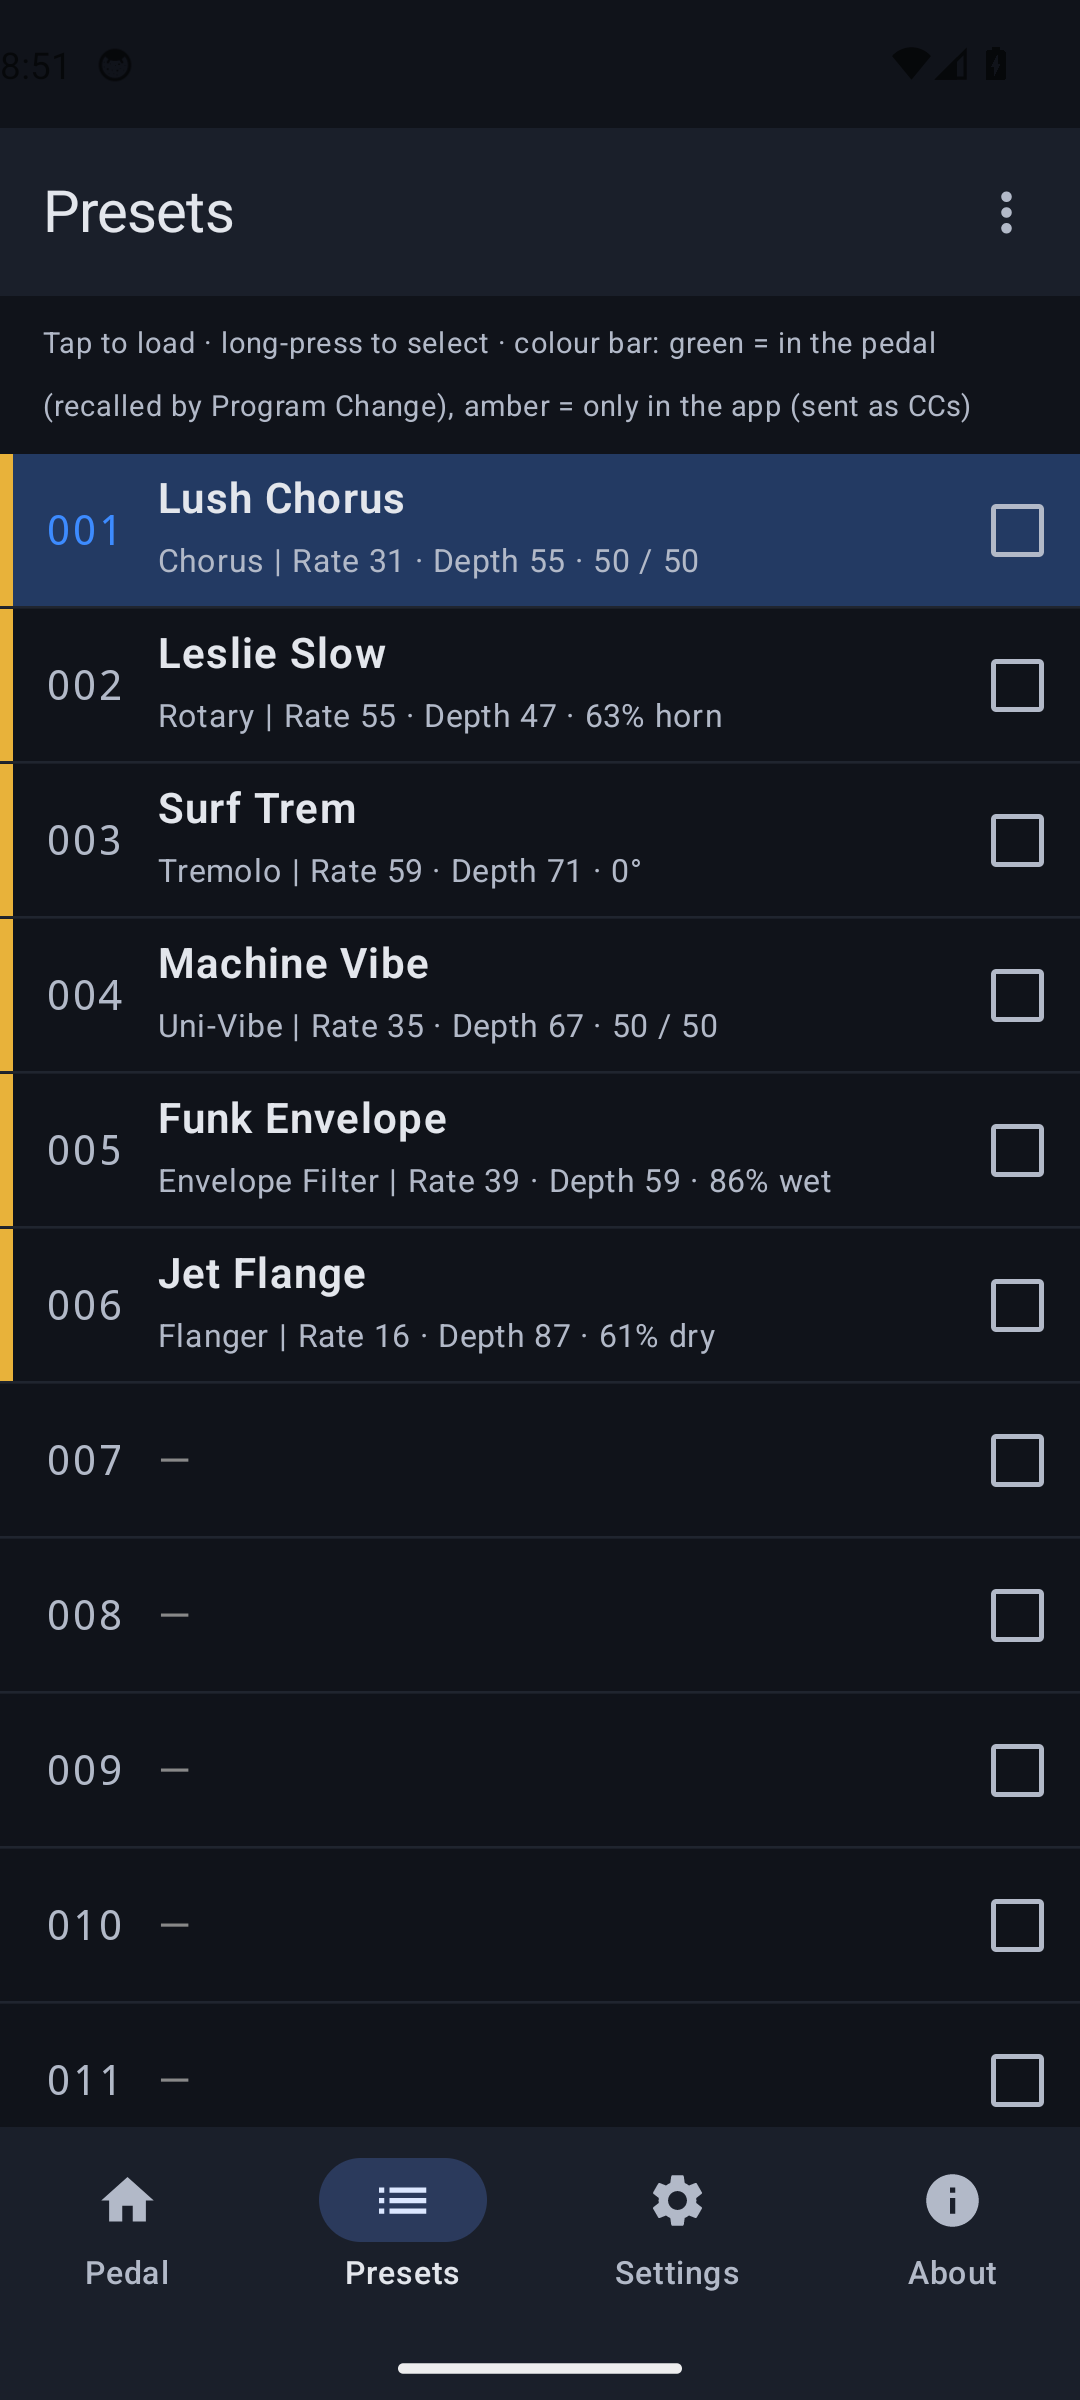 8:51
Presets
Tap to load · long-press to select · colour bar: green = in the pedal
(recalled by Program Change), amber = only in the app (sent as CCs)
001
Lush Chorus
Chorus | Rate 31 · Depth 55 · 50 / 50
002
Leslie Slow
Rotary | Rate 55 · Depth 47 · 63% horn
003
Surf Trem
Tremolo | Rate 59 · Depth 71 · 0°
004
Machine Vibe
Uni-Vibe | Rate 35 · Depth 67 · 50 / 50
005
Funk Envelope
Envelope Filter | Rate 39 · Depth 59 · 86% wet
006
Jet Flange
Flanger | Rate 16 · Depth 87 · 61% dry
007 —
008 —
009 —
010 —
011 —
Pedal Presets Settings About